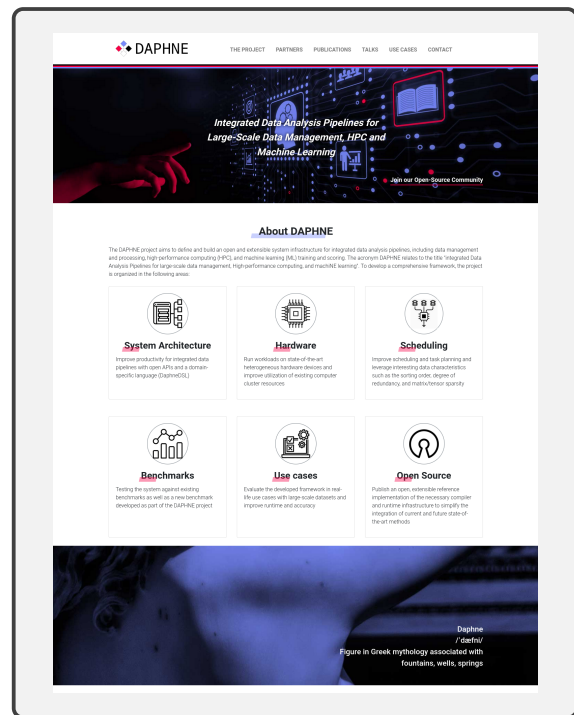 DAPHNE
THE PROJECT PARTNERS PUBLICATIONS TALKS USE CASES CONTACT
Integrated Data Analysis Pipelines for
Large-Scale Data Management, HPC and
Machine Learning
Join our Open-Source Community
About DAPHNE
The DAPHNE project aims to define and build an open and extensible system infrastructure for integrated data analysis pipelines, including data management
and processing, high-performance computing (HPC), and machine learning (ML) training and scoring. The acronym DAPHNE relates to the title "integrated Data
Analysis Pipelines for large-scale data management, High-performance computing, and machiNE learning". To develop a comprehensive framework, the project
is organized in the following areas:
System Architecture
Improve productivity for integrated data
pipelines with open APIs and a domain-
specific language (DaphneDSL)
Hardware
Run workloads on state-of-the-art
heterogeneous hardware devices and
improve utilization of existing computer
cluster resources
Scheduling
Improve scheduling and task planning and
leverage interesting data characteristics
such as the sorting order, degree of
redundancy, and matrix/tensor sparsity
Benchmarks
Testing the system against existing
benchmarks as well as a new benchmark
developed as part of the DAPHNE project
Use cases
Evaluate the developed framework in real-
life use cases with large-scale datasets and
improve runtime and accuracy
Open Source
Publish an open, extensible reference
implementation of the necessary compiler
and runtime infrastructure to simplify the
integration of current and future state-of-
the-art methods
Daphne
/ˈdæfni/
Figure in Greek mythology associated with
fountains, wells, springs